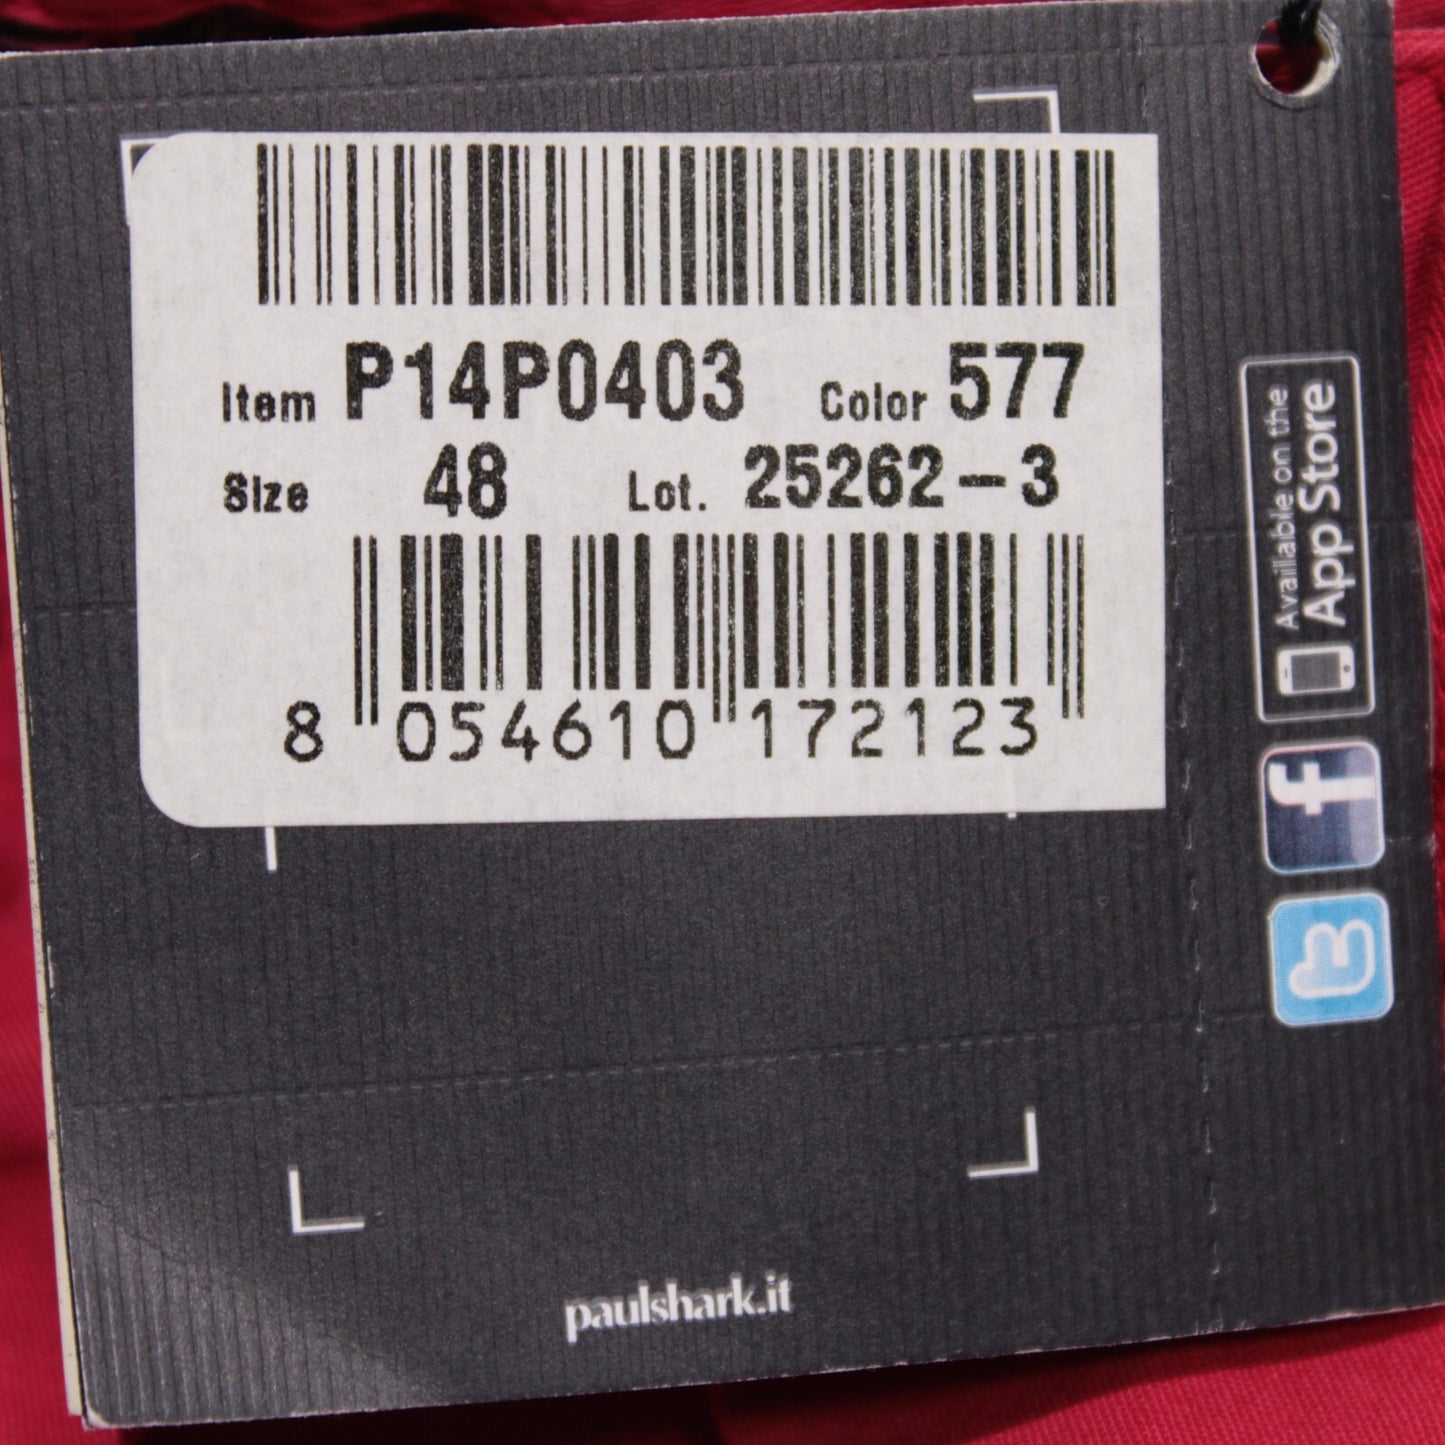 Item P14P0403 Color 577
Size 48 Lot. 25262-3
8 054610 172123
Available on the
App Store
f
t
paulshark.it